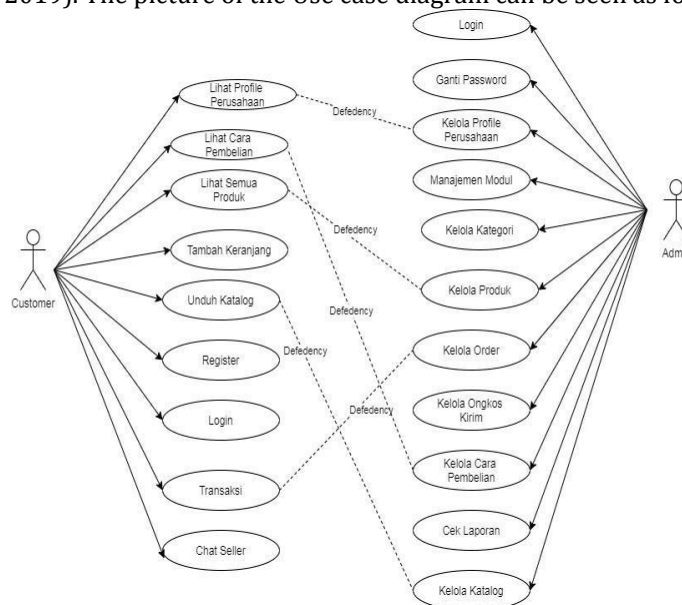 2019). The picture of the Use case diagram can be seen as
Login
Lihat Profile
Perusahaan
Ganti Password
Defedency
Kelola Profile
Perusahaan
Lihat Cara
Pembelian
Lihat Semua
Produk
Manajemen Modul
Tambah Keranjang
Defedency
Kelola Kategori
Customer
Unduh Katalog
Kelola Produk
Defedency
Register
Defedency
Kelola Order
Login
Defedency
Kelola Ongkos
Kirim
Transaksi
Kelola Cara
Pembelian
Chat Seller
Cek Laporan
Kelola Katalog